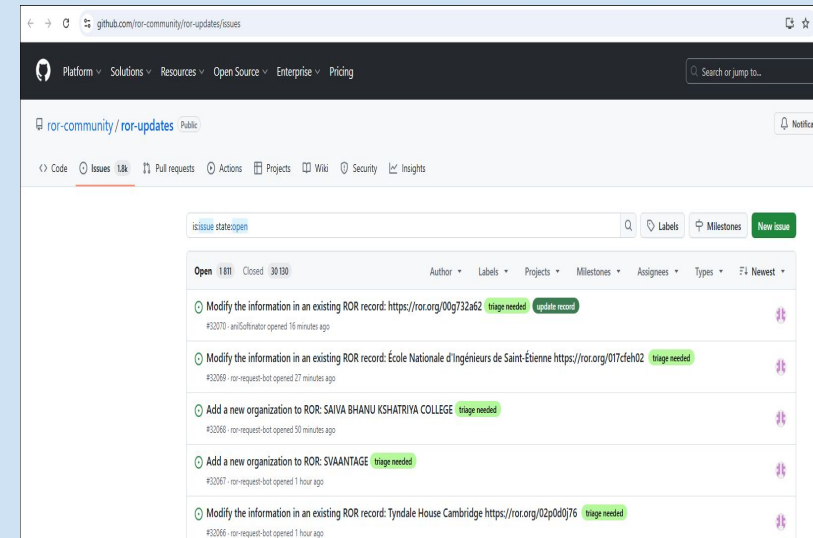 github.com/ror-community/ror-updates/issues
Platform Solutions Resources Open Source Enterprise Pricing Search or jump to...
ror-community / ror-updates Public Notifica
Code Issues 1.8k Pull requests Actions Projects Wiki Security Insights
is:issue state:open Labels Milestones New issue
Open 1 811 Closed 30 130 Author Labels Projects Milestones Assignees Types Newest
Modify the information in an existing ROR record: https://ror.org/00g732a62 triage needed update record
#32070 · anilSoftinator opened 16 minutes ago
Modify the information in an existing ROR record: École Nationale d'Ingénieurs de Saint-Étienne https://ror.org/017cfeh02 triage needed
#32069 · ror-request-bot opened 27 minutes ago
Add a new organization to ROR: SAIVA BHANU KSHATRIYA COLLEGE triage needed
#32068 · ror-request-bot opened 50 minutes ago
Add a new organization to ROR: SVAANTAGE triage needed
#32067 · ror-request-bot opened 1 hour ago
Modify the information in an existing ROR record: Tyndale House Cambridge https://ror.org/02p0d0j76 triage needed
#32066 · ror-request-bot opened 1 hour ago